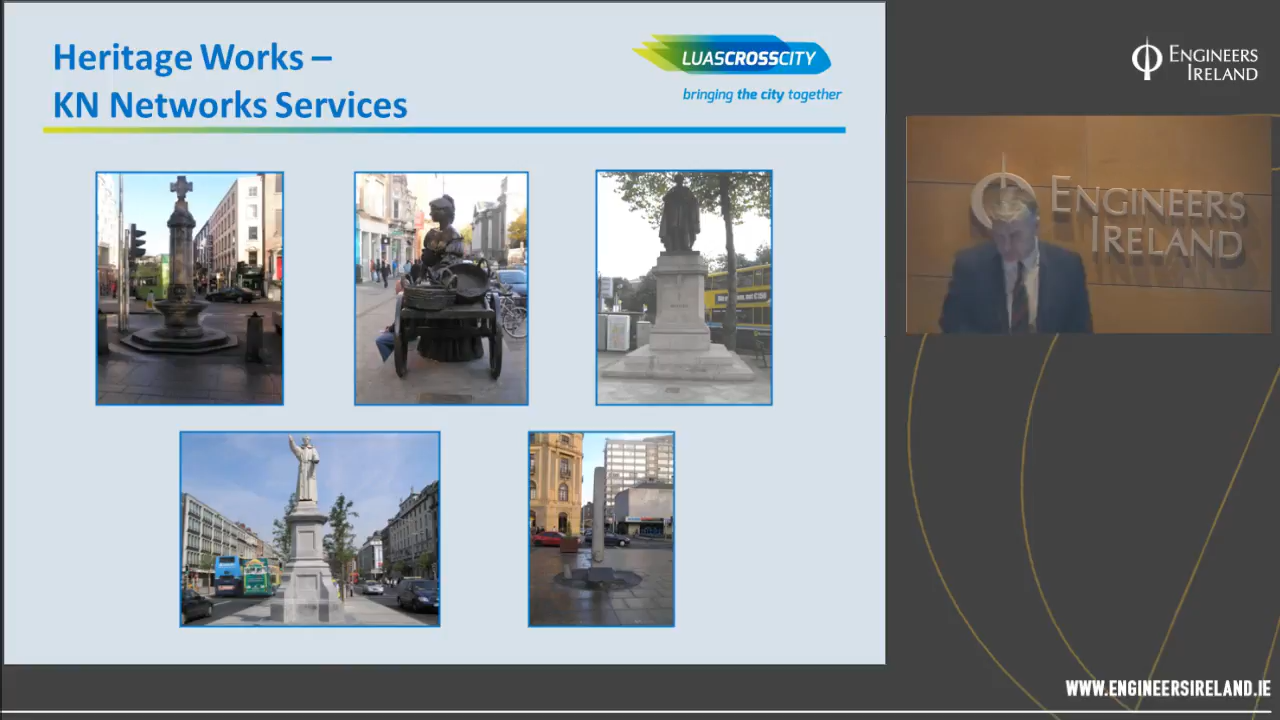 Heritage Works –
KN Networks Services
LUASCROSSCITY
bringing the city together
ENGINEERS
IRELAND
ENGINEERS
IRELAND
WWW.ENGINEERSIRELAND.IE